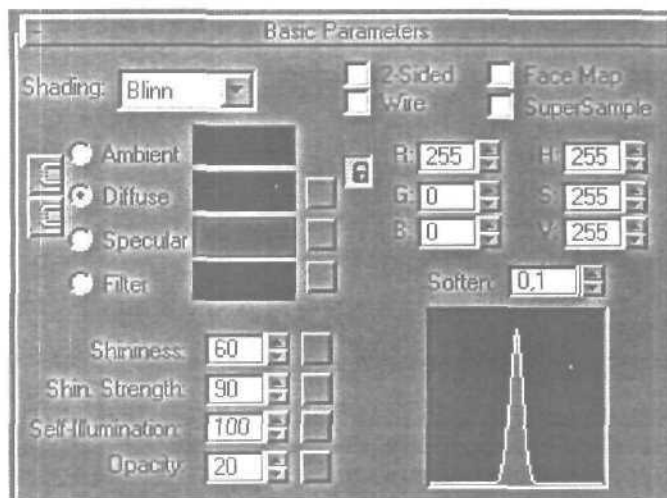 Basic Parameters
Shading: Blinn
2-Sided
Face Map
Wire
SuperSample
Ambient
Diffuse
Specular
Filter
R: 255
H: 255
G: 0
S: 255
B: 0
V: 255
Soften: 0,1
Shininess: 60
Shin. Strength: 90
Self-Illumination: 100
Opacity: 20